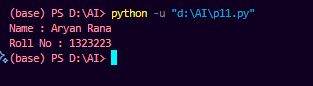 (base) PS D:\AI> python -u "d:\AI\p11.py"
Name : Aryan Rana
Roll No : 1323223
(base) PS D:\AI>